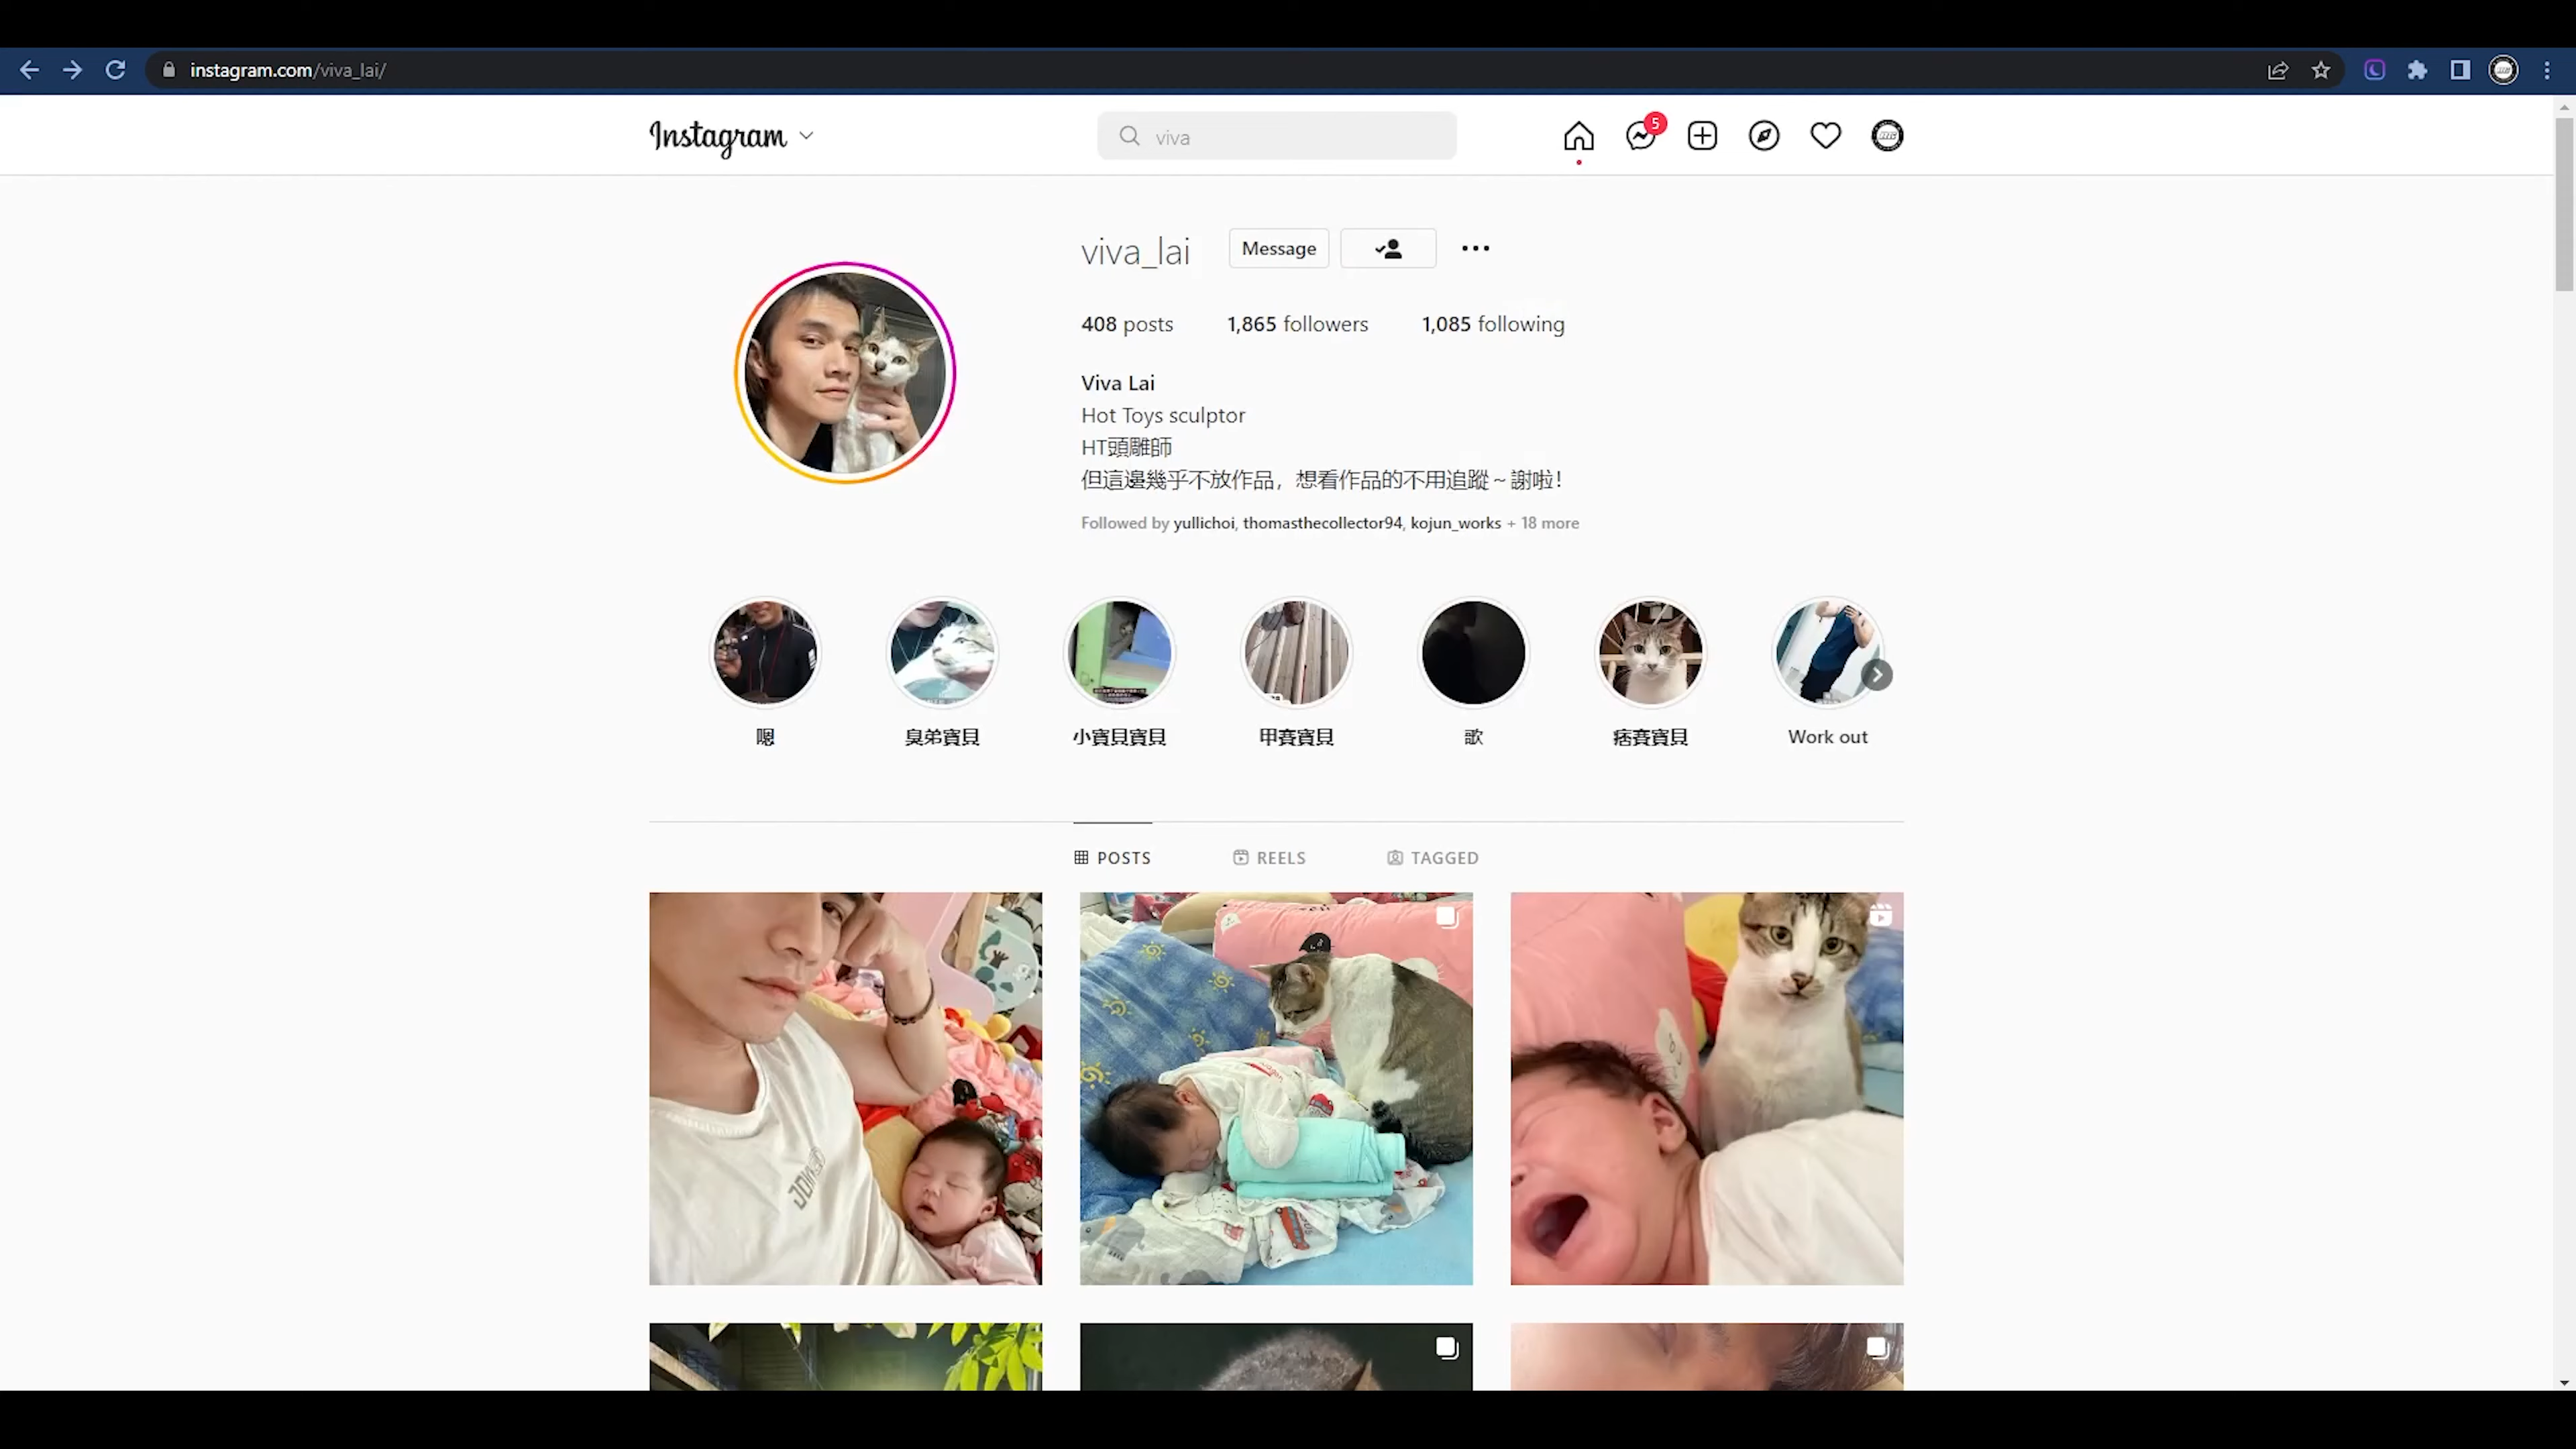 instagram.com/viva_lai/
Instagram
viva
5
viva_lai
Message
408 posts 1,865 followers 1,085 following
Viva Lai
Hot Toys sculptor
HT頭雕師
但這邊幾乎不放作品，想看作品的不用追蹤～謝啦！
Followed by yullichoi, thomasthecollector94, kojun_works + 18 more
嗯 臭弟寶貝 小寶貝寶貝 甲賽寶貝 歌 痞賽寶貝 Work out
POSTS REELS TAGGED